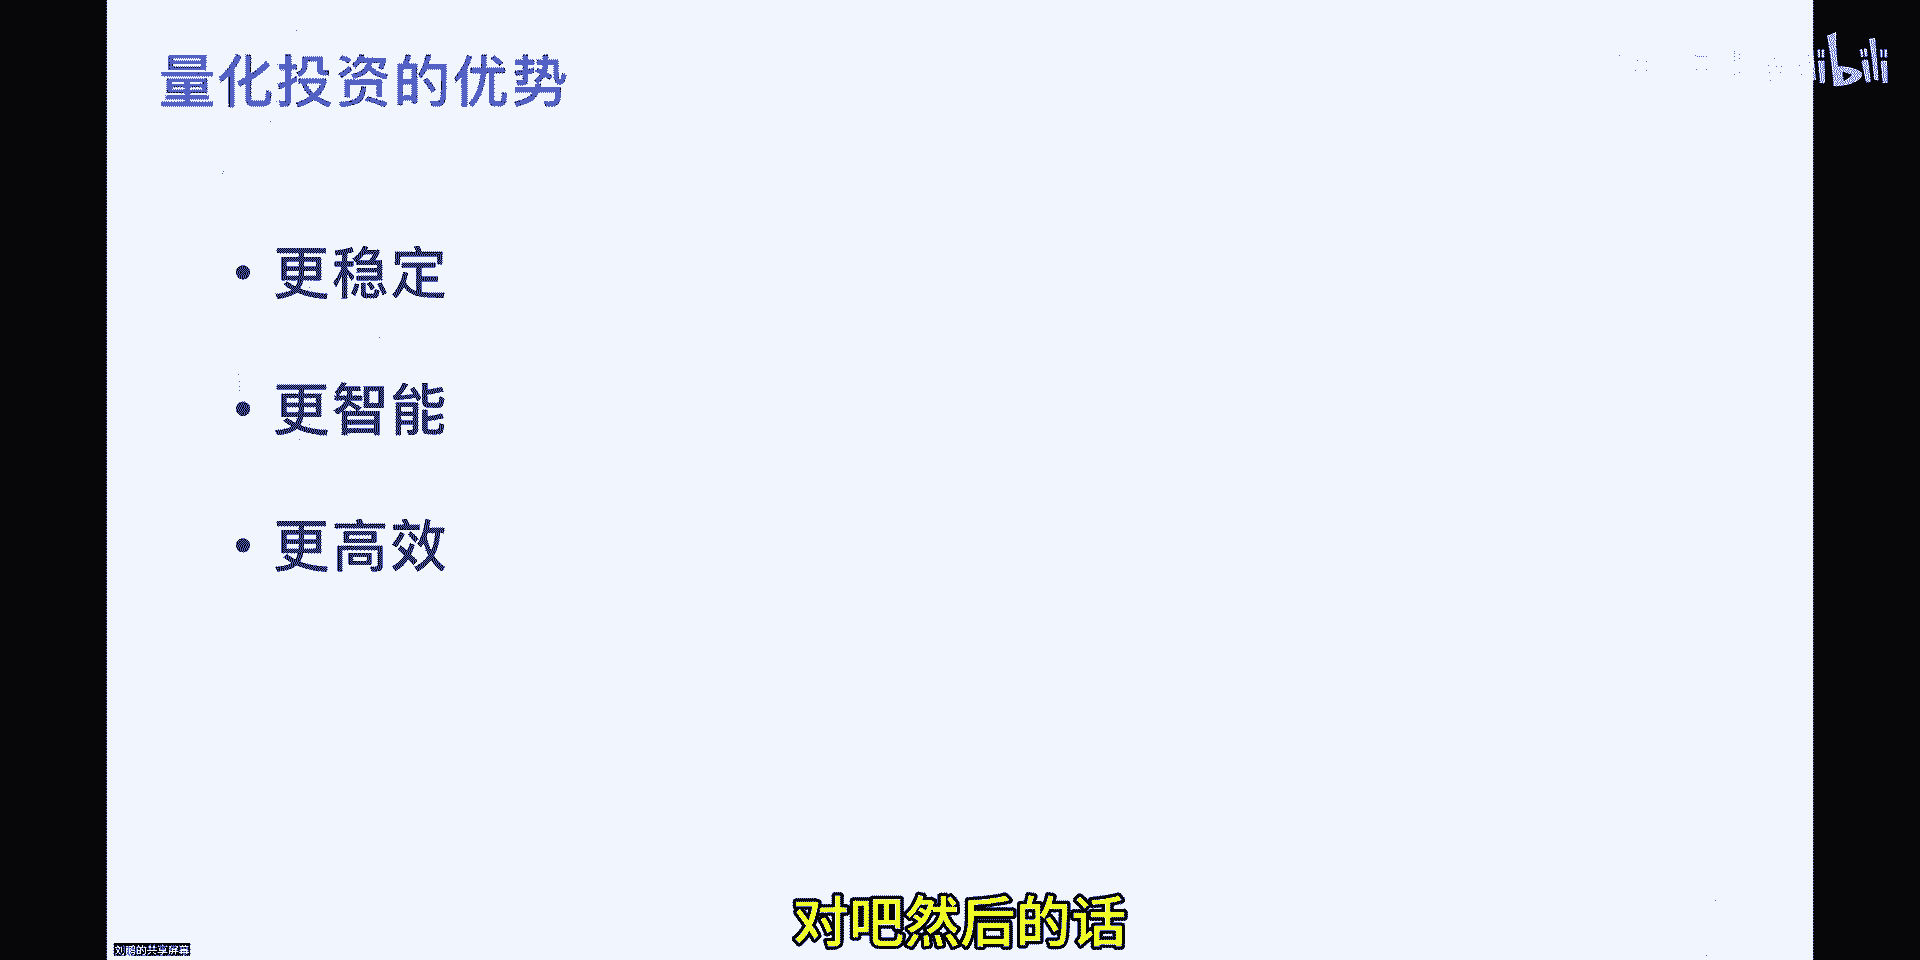 量化投资的优势
bili
• 更稳定
• 更智能
• 更高效
对吧然后的话
刘鹏的共享屏幕